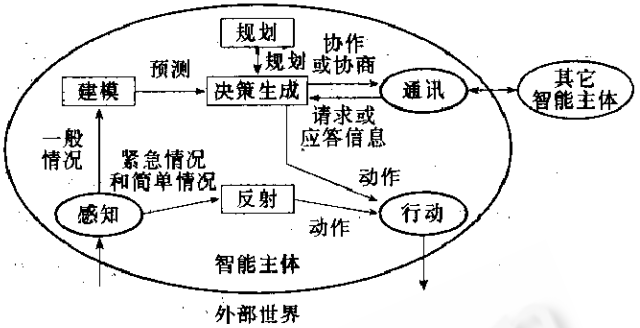 规划
规划
协作
或协商
预测
建模
决策生成
通讯
其它
智能主体
请求或
应答信息
一般
情况
紧急情况
和简单情况
动作
感知
反射
行动
动作
智能主体
外部世界